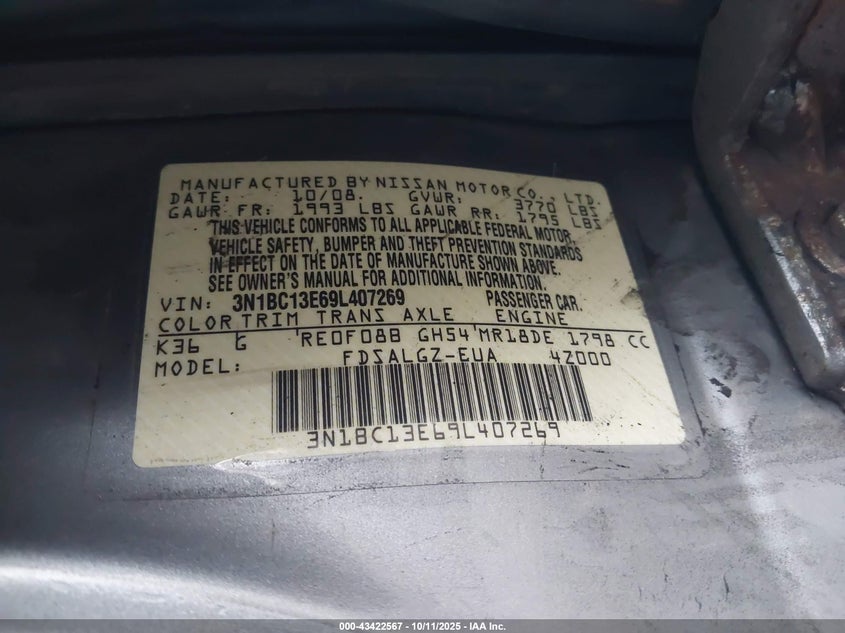 MANUFACTURED BY NISSAN MOTOR CO., LTD.
DATE: 10/08. GVWR: 3770 LBS
GAWR FR: 1993 LBS GAWR RR: 1795 LBS
THIS VEHICLE CONFORMS TO ALL APPLICABLE FEDERAL MOTOR
VEHICLE SAFETY, BUMPER AND THEFT PREVENTION STANDARDS
IN EFFECT ON THE DATE OF MANUFACTURE SHOWN ABOVE.
SEE OWNER'S MANUAL FOR ADDITIONAL INFORMATION.
VIN: 3N1BC13E69L407269 PASSENGER CAR.
COLOR TRIM TRANS AXLE ENGINE
K36 G RE0F08B GH54 MR18DE 1798 CC
MODEL: FDSALGZ-EUA 42000
3N1BC13E69L407269
000-43422567 - 10/11/2025 - IAA Inc.